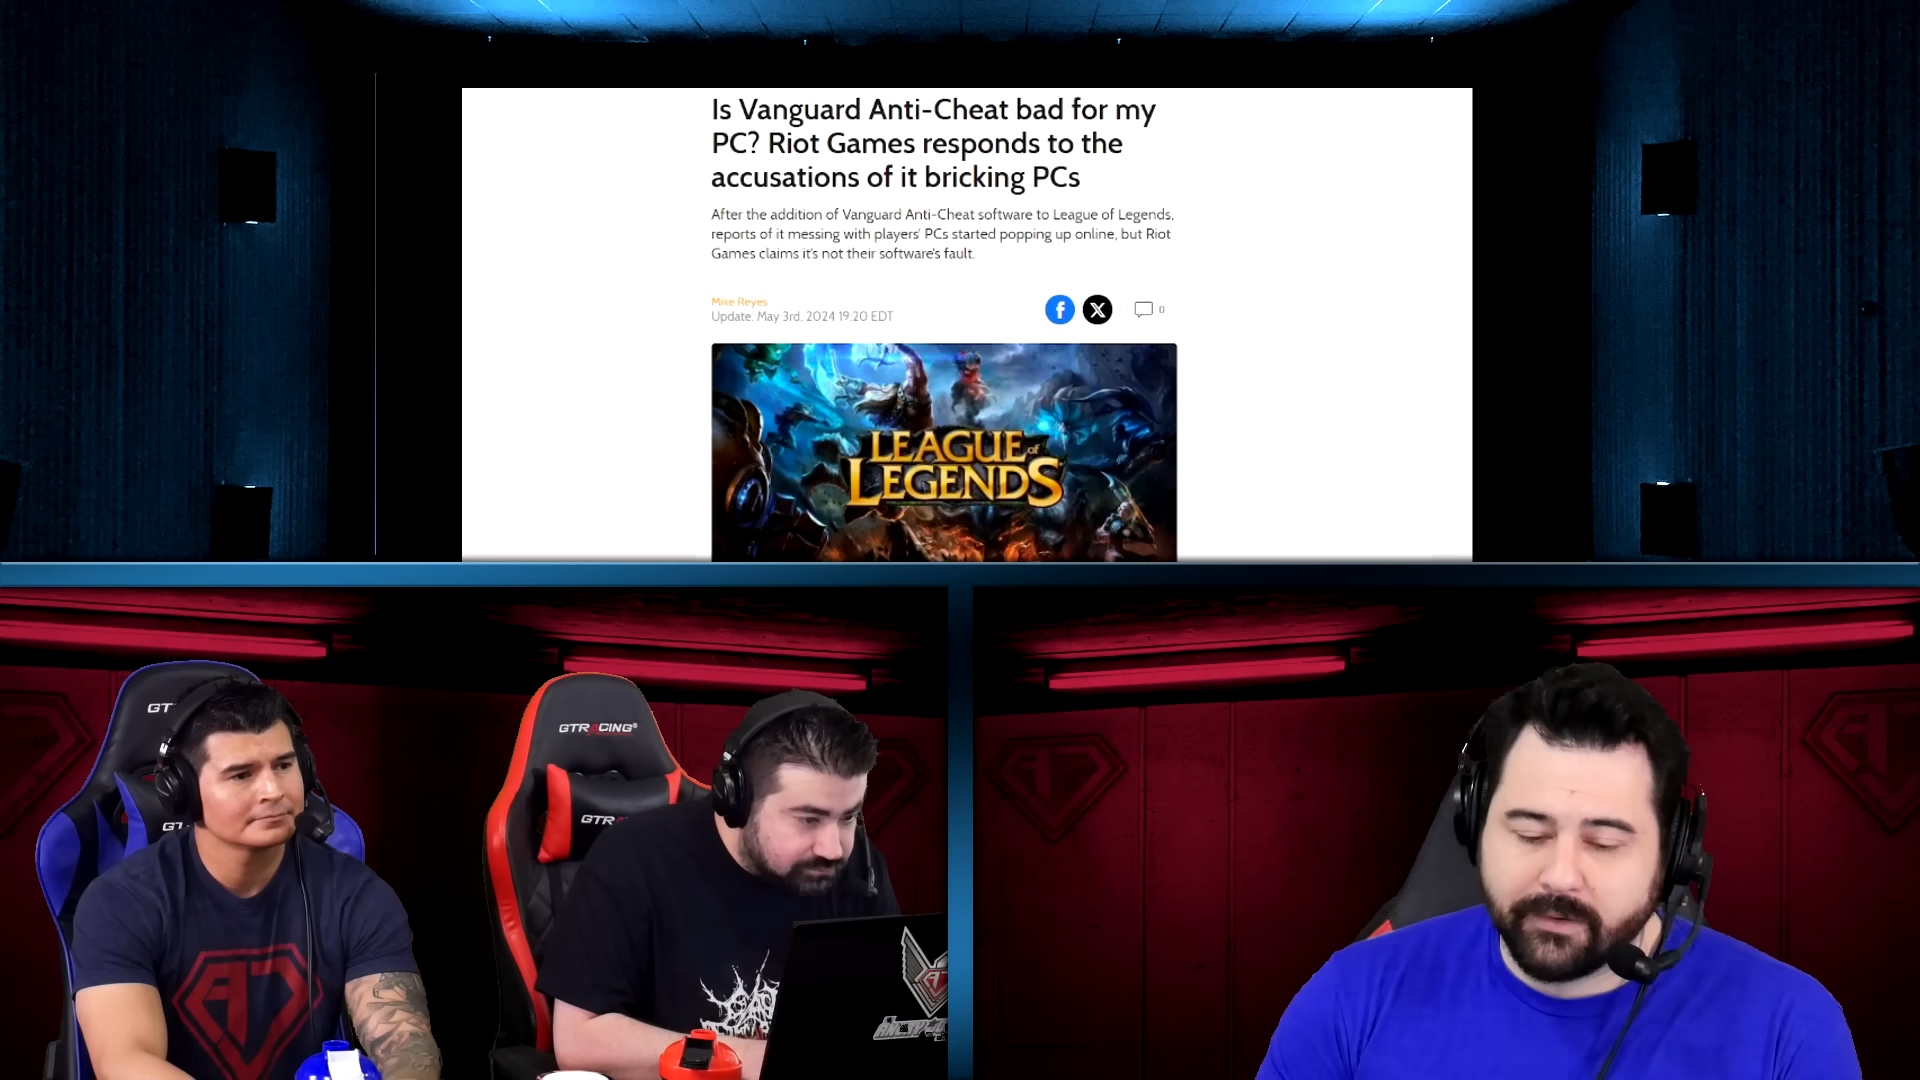 Is Vanguard Anti-Cheat bad for my
PC? Riot Games responds to the
accusations of it bricking PCs
After the addition of Vanguard Anti-Cheat software to League of Legends,
reports of it messing with players' PCs started popping up online, but Riot
Games claims it's not their software's fault.
Mike Reyes
Update: May 3rd, 2024 19:20 EDT
0
LEAGUE of
LEGENDS
GT
GTRACING®
GT
GTR
AJ
AJ